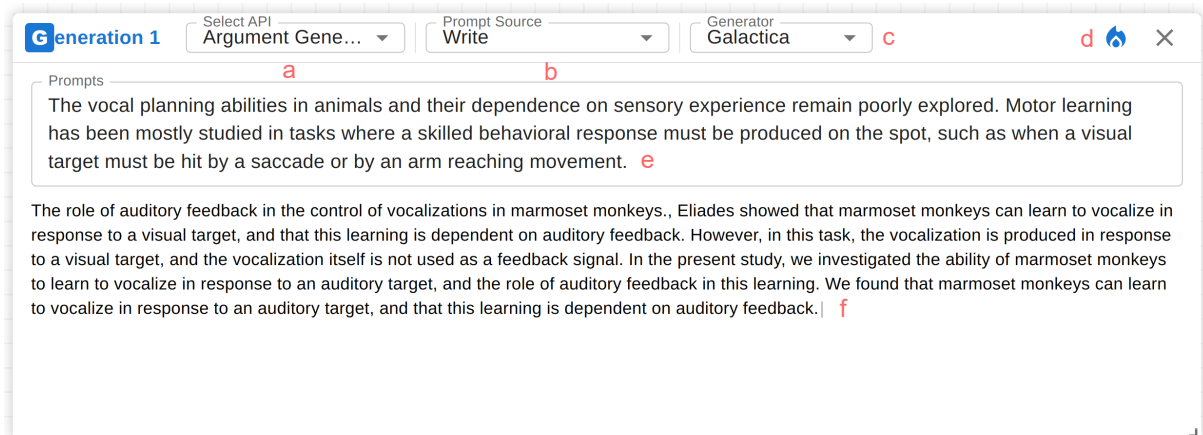 Generation 1
Select API
Argument Gene...
Prompt Source
Write
Generator
Galactica
c
d
a
b
Prompts
The vocal planning abilities in animals and their dependence on sensory experience remain poorly explored. Motor learning
has been mostly studied in tasks where a skilled behavioral response must be produced on the spot, such as when a visual
target must be hit by a saccade or by an arm reaching movement. e
The role of auditory feedback in the control of vocalizations in marmoset monkeys., Eliades showed that marmoset monkeys can learn to vocalize in
response to a visual target, and that this learning is dependent on auditory feedback. However, in this task, the vocalization is produced in response
to a visual target, and the vocalization itself is not used as a feedback signal. In the present study, we investigated the ability of marmoset monkeys
to learn to vocalize in response to an auditory target, and the role of auditory feedback in this learning. We found that marmoset monkeys can learn
to vocalize in response to an auditory target, and that this learning is dependent on auditory feedback. f